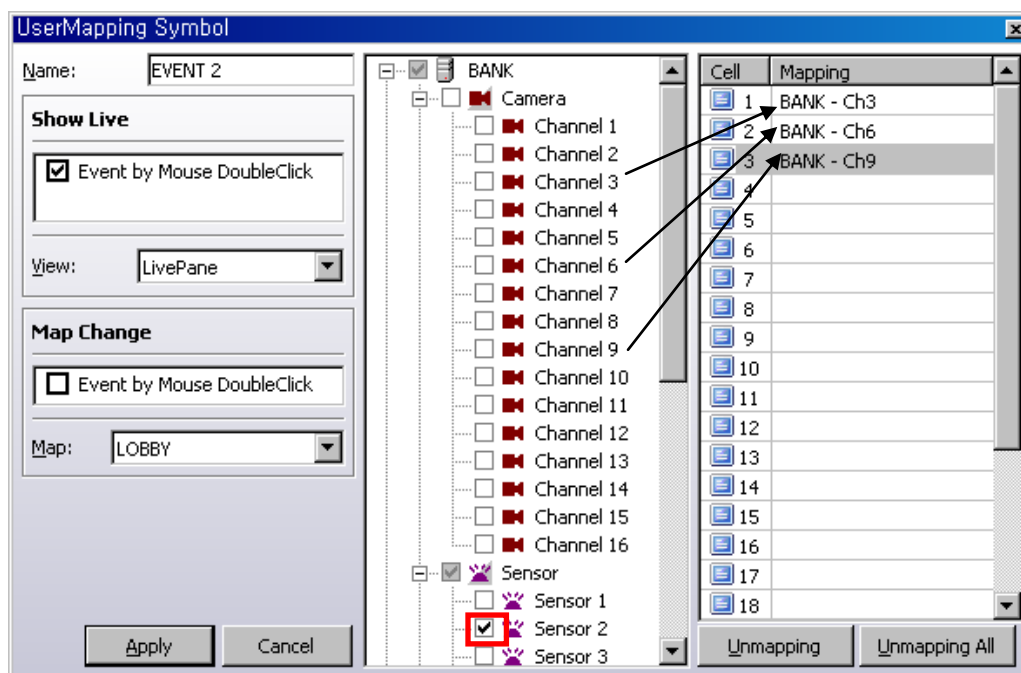 UserMapping Symbol
Name: EVENT 2
Show Live
Event by Mouse DoubleClick
View: LivePane
Map Change
Event by Mouse DoubleClick
Map: LOBBY
Apply Cancel
BANK
Camera
Channel 1
Channel 2
Channel 3
Channel 4
Channel 5
Channel 6
Channel 7
Channel 8
Channel 9
Channel 10
Channel 11
Channel 12
Channel 13
Channel 14
Channel 15
Channel 16
Sensor
Sensor 1
Sensor 2
Sensor 3
Cell Mapping
1 BANK - Ch3
2 BANK - Ch6
3 BANK - Ch9
4
5
6
7
8
9
10
11
12
13
14
15
16
17
18
Unmapping Unmapping All